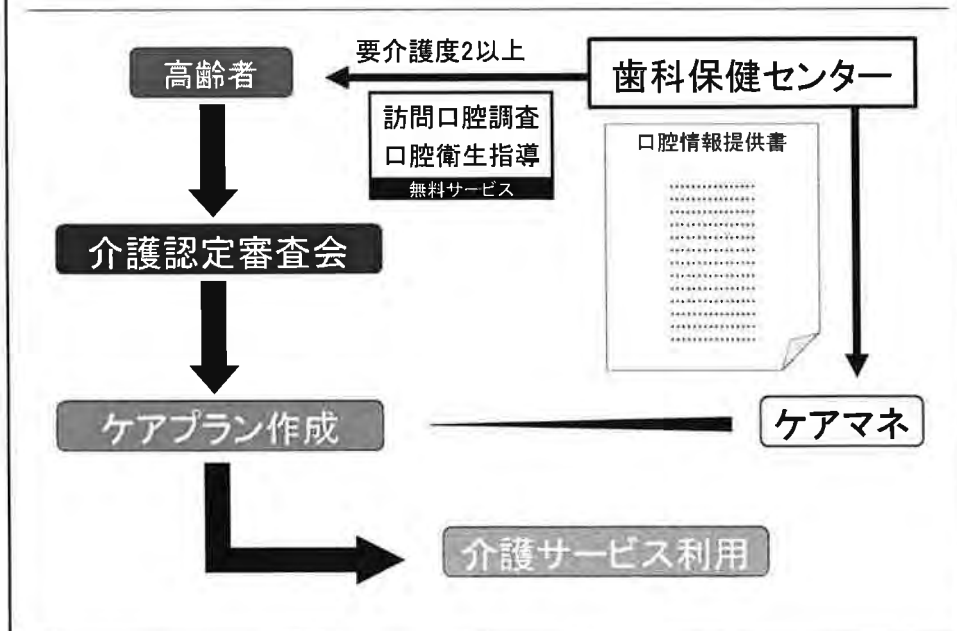 高齢者
要介護度2以上
歯科保健センター
訪問口腔調査
口腔衛生指導
無料サービス
口腔情報提供書
介護認定審査会
ケアプラン作成
ケアマネ
介護サービス利用